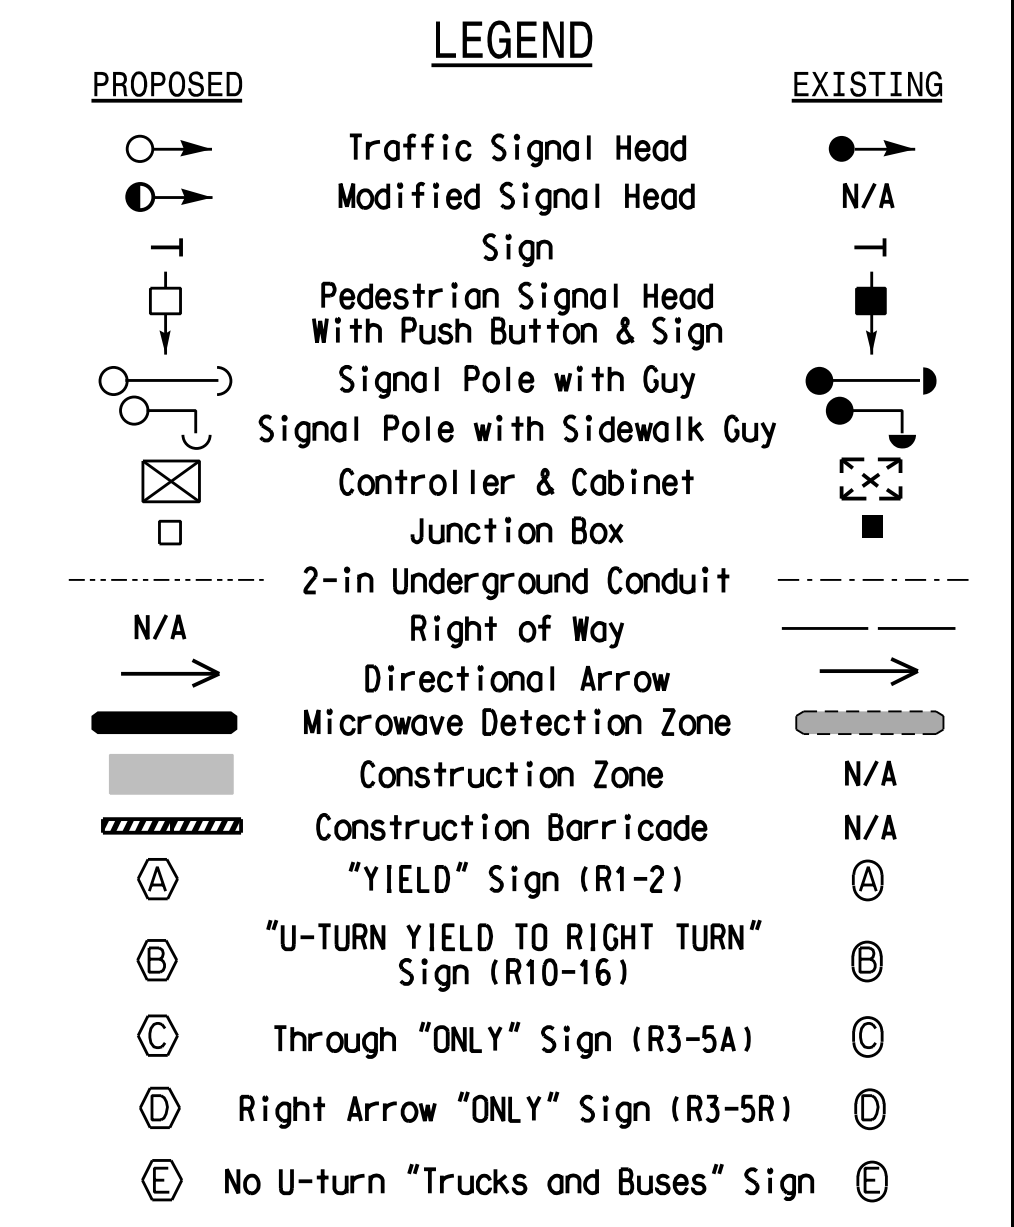 LEGEND
PROPOSED EXISTING
Traffic Signal Head
Modified Signal Head N/A
Sign
Pedestrian Signal Head
With Push Button & Sign
Signal Pole with Guy
Signal Pole with Sidewalk Guy
Controller & Cabinet
Junction Box
2-in Underground Conduit
N/A Right of Way
Directional Arrow
Microwave Detection Zone
Construction Zone N/A
Construction Barricade N/A
A "YIELD" Sign (R1-2) A
"U-TURN YIELD TO RIGHT TURN"
B Sign (R10-16) B
C Through "ONLY" Sign (R3-5A) C
D Right Arrow "ONLY" Sign (R3-5R) D
E No U-turn "Trucks and Buses" Sign E